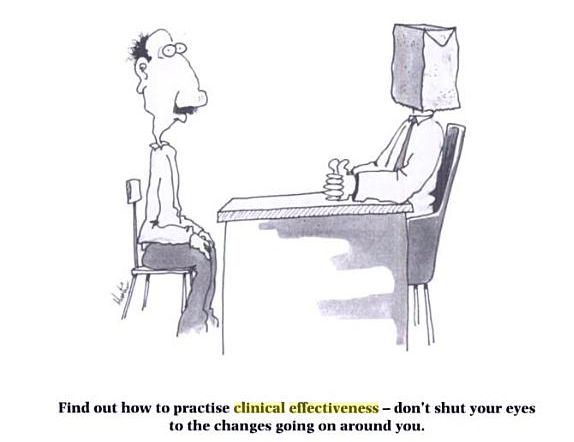 Find out how to practise clinical effectiveness – don't shut your eyes
to the changes going on around you.